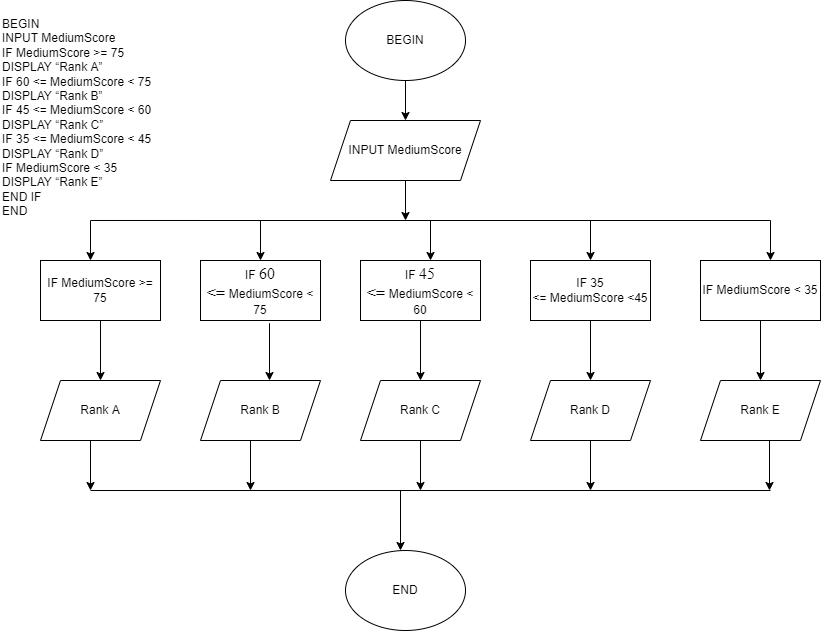 BEGIN
INPUT MediumScore
IF MediumScore >= 75
DISPLAY “Rank A”
IF 60 <= MediumScore < 75
DISPLAY “Rank B”
IF 45 <= MediumScore < 60
DISPLAY “Rank C”
IF 35 <= MediumScore < 45
DISPLAY “Rank D”
IF MediumScore < 35
DISPLAY “Rank E”
END IF
END
BEGIN
INPUT MediumScore
IF MediumScore >=
75
IF 60
<= MediumScore <
75
IF 45
<= MediumScore <
60
IF 35
<= MediumScore <45
IF MediumScore < 35
Rank A
Rank B
Rank C
Rank D
Rank E
END